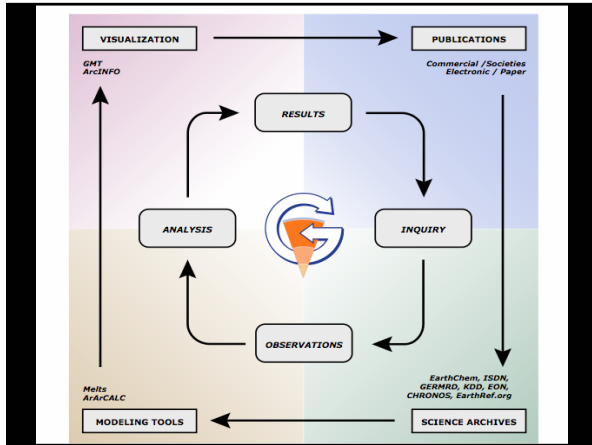 VISUALIZATION
PUBLICATIONS
GMT
ArcINFO
Commercial /Societies
Electronic / Paper
RESULTS
ANALYSIS
INQUIRY
OBSERVATIONS
Melts
ArArCALC
EarthChem, ISDN,
GERMRD, KDD, EON,
CHRONOS, EarthRef.org
MODELING TOOLS
SCIENCE ARCHIVES